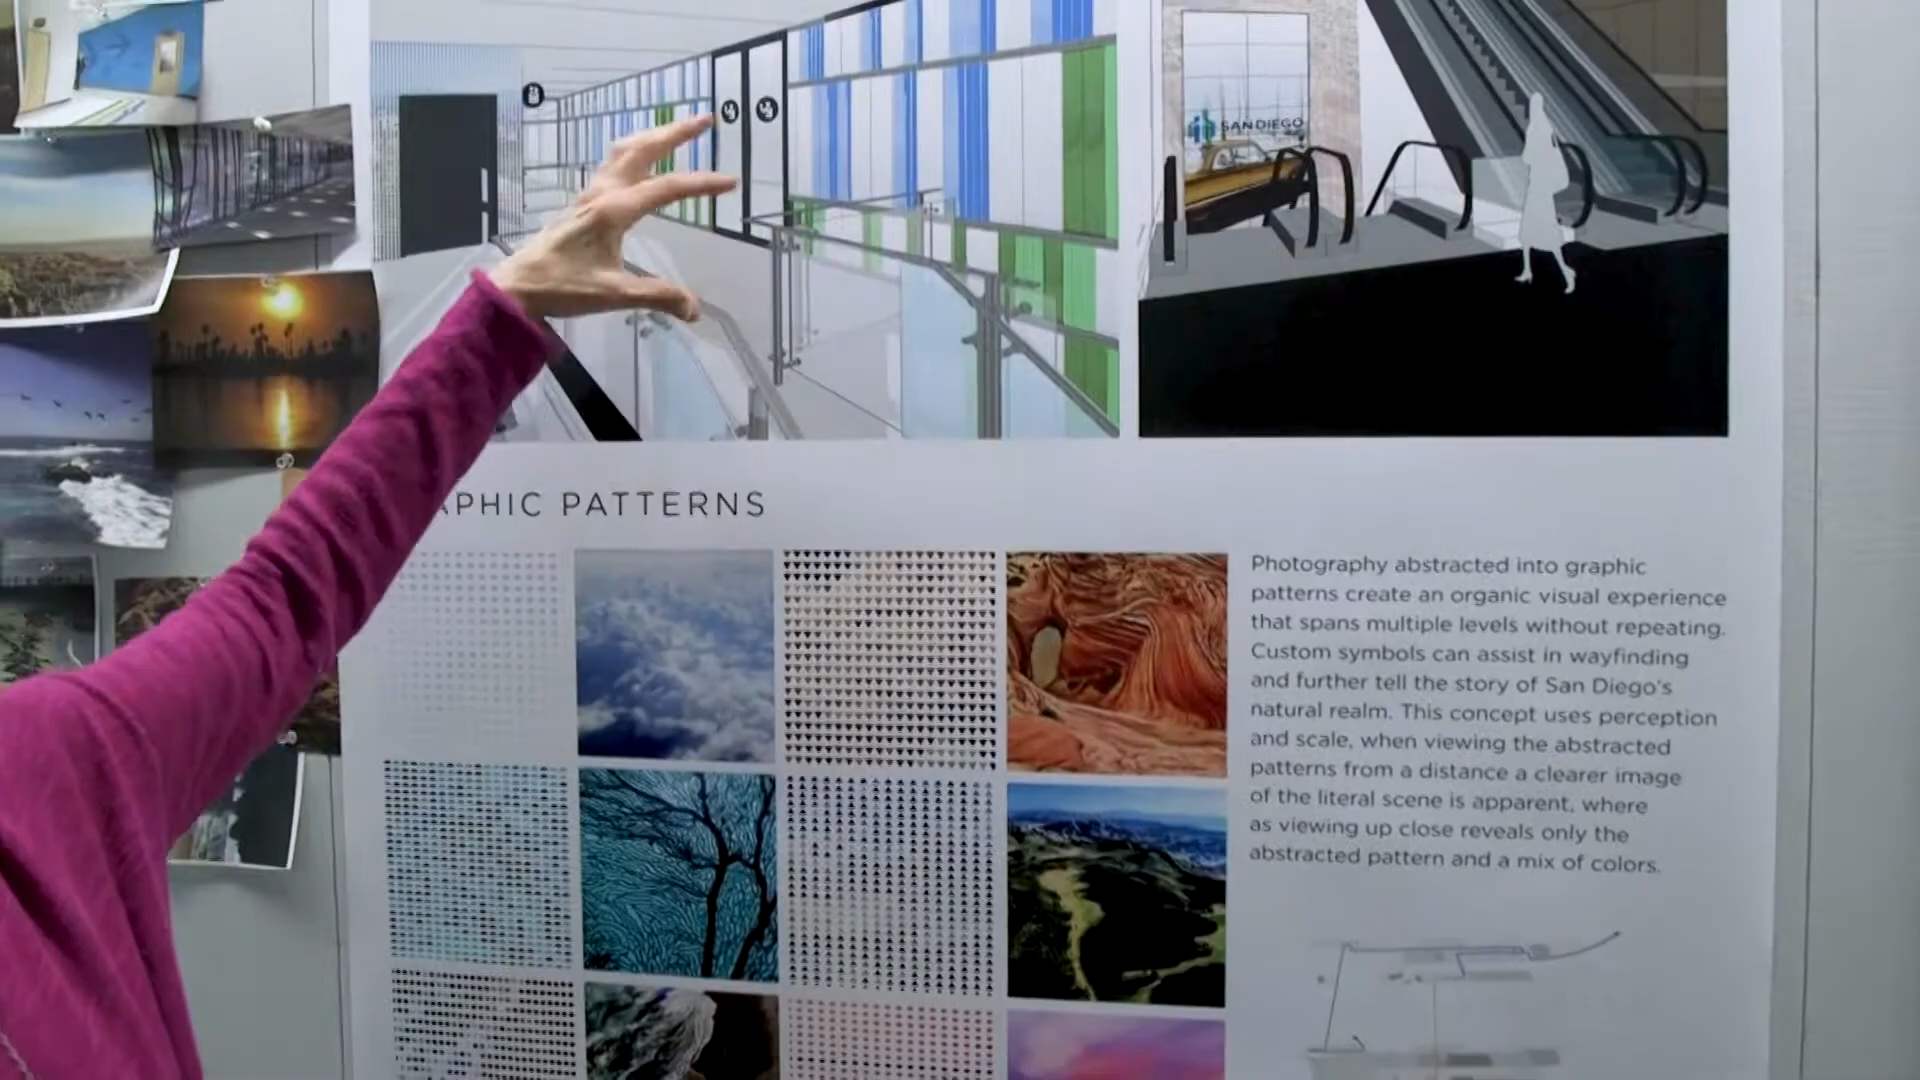 SAN DIEGO
APHIC PATTERNS
Photography abstracted into graphic
patterns create an organic visual experience
that spans multiple levels without repeating.
Custom symbols can assist in wayfinding
and further tell the story of San Diego's
natural realm. This concept uses perception
and scale, when viewing the abstracted
patterns from a distance a clearer image
of the literal scene is apparent, where
as viewing up close reveals only the
abstracted pattern and a mix of colors.